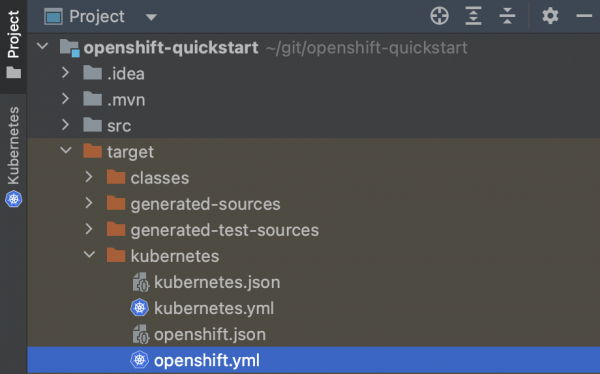 Project
openshift-quickstart ~/git/openshift-quickstart
.idea
.mvn
src
target
classes
generated-sources
generated-test-sources
kubernetes
kubernetes.json
kubernetes.yml
openshift.json
openshift.yml
Project
Kubernetes